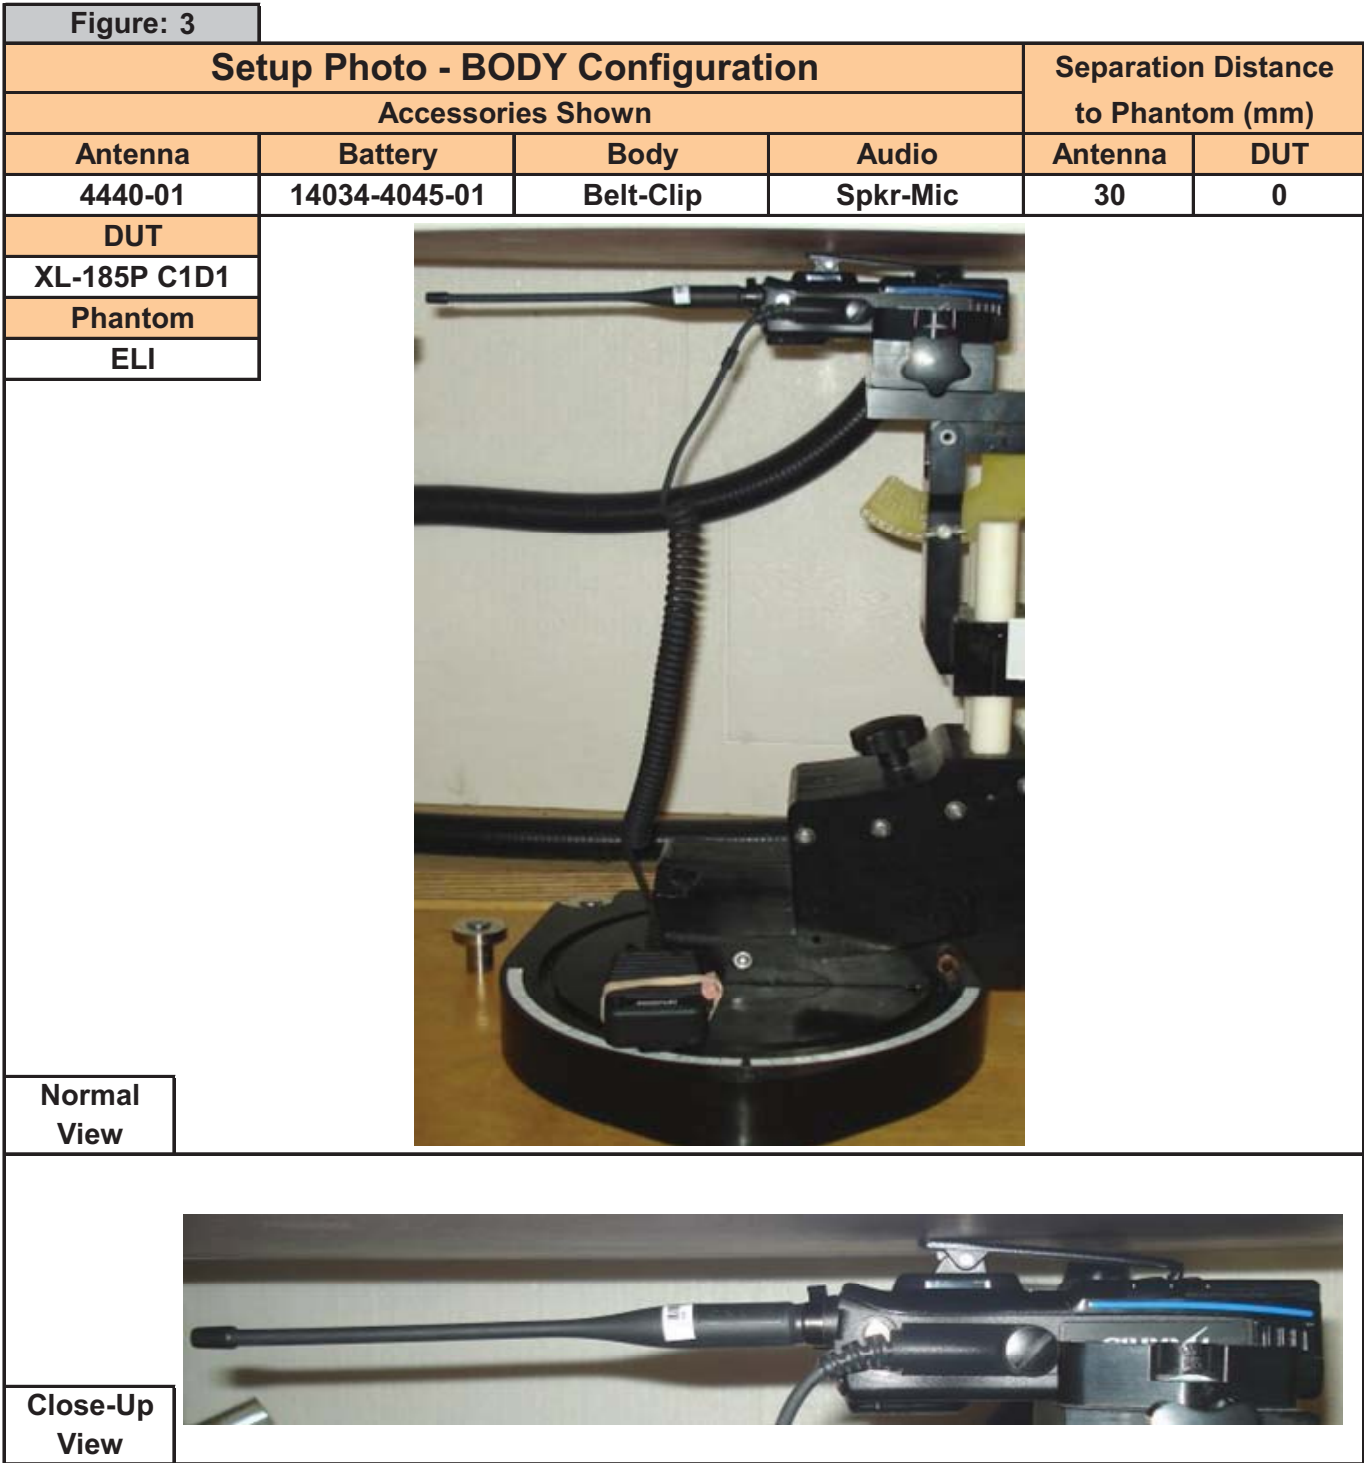 Figure: 3
Setup Photo - BODY Configuration
Separation Distance
to Phantom (mm)
Accessories Shown
Antenna Battery Body Audio Antenna DUT
4440-01 14034-4045-01 Belt-Clip Spkr-Mic 30 0
DUT
XL-185P C1D1
Phantom
ELI
Normal
View
Close-Up
View